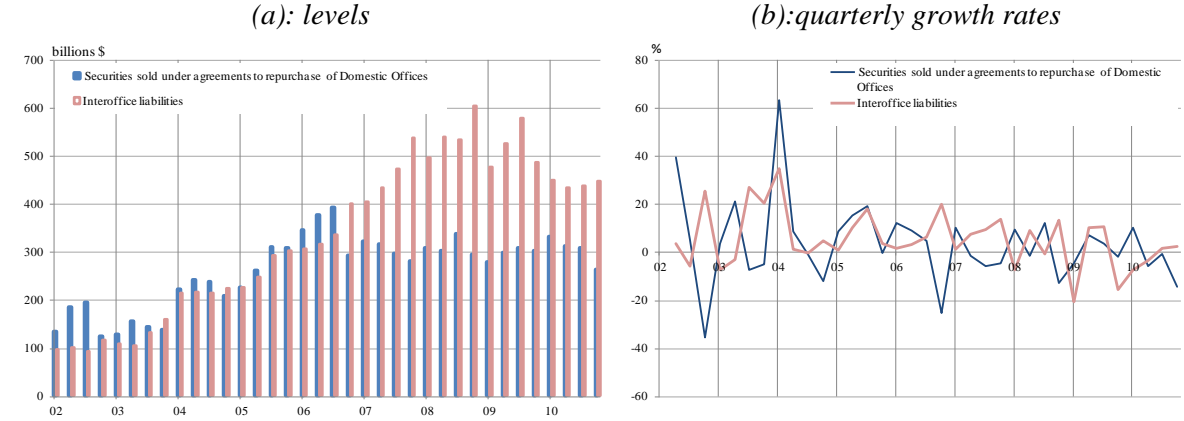 (a): levels
billions $
700
Securities sold under agreements to repurchase of Domestic Offices
600
Interoffice liabilities
500
400
300
200
100
0
02 03 04 05 06 07 08 09 10
(b):quarterly growth rates
%
80
Securities sold under agreements to repurchase of Domestic
Offices
Interoffice liabilities
60
40
20
0
02 03 04 05 06 07 08 09 10
-20
-40
-60